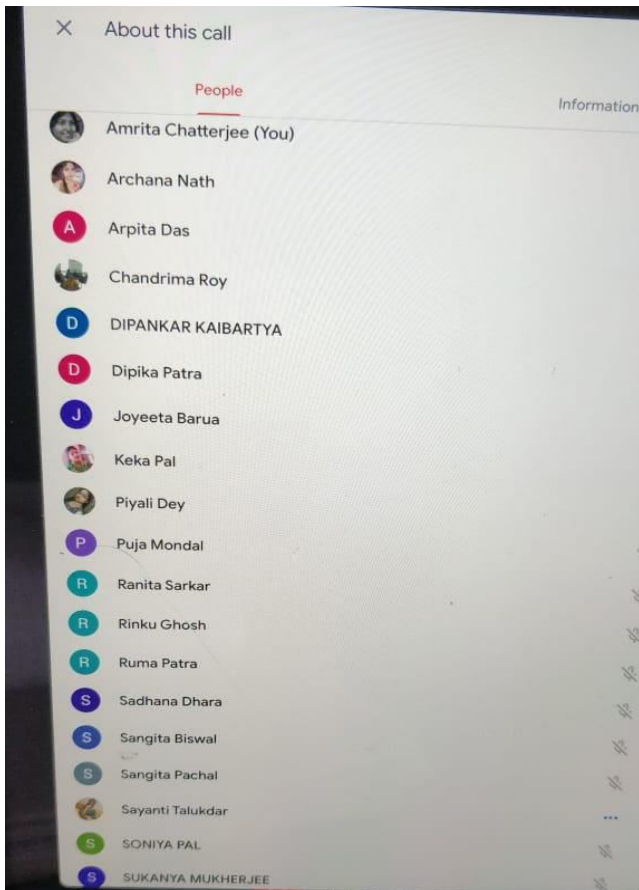 × About this call
People
Information
Amrita Chatterjee (You)
Archana Nath
A Arpita Das
Chandrima Roy
D DIPANKAR KAIBARTYA
D Dipika Patra
J Joyeeta Barua
Keka Pal
Piyali Dey
P Puja Mondal
R Ranita Sarkar
R Rinku Ghosh
R Ruma Patra
S Sadhana Dhara
S Sangita Biswal
S Sangita Pachal
Sayanti Talukdar
S SONIYA PAL
S SUKANYA MUKHERJEE